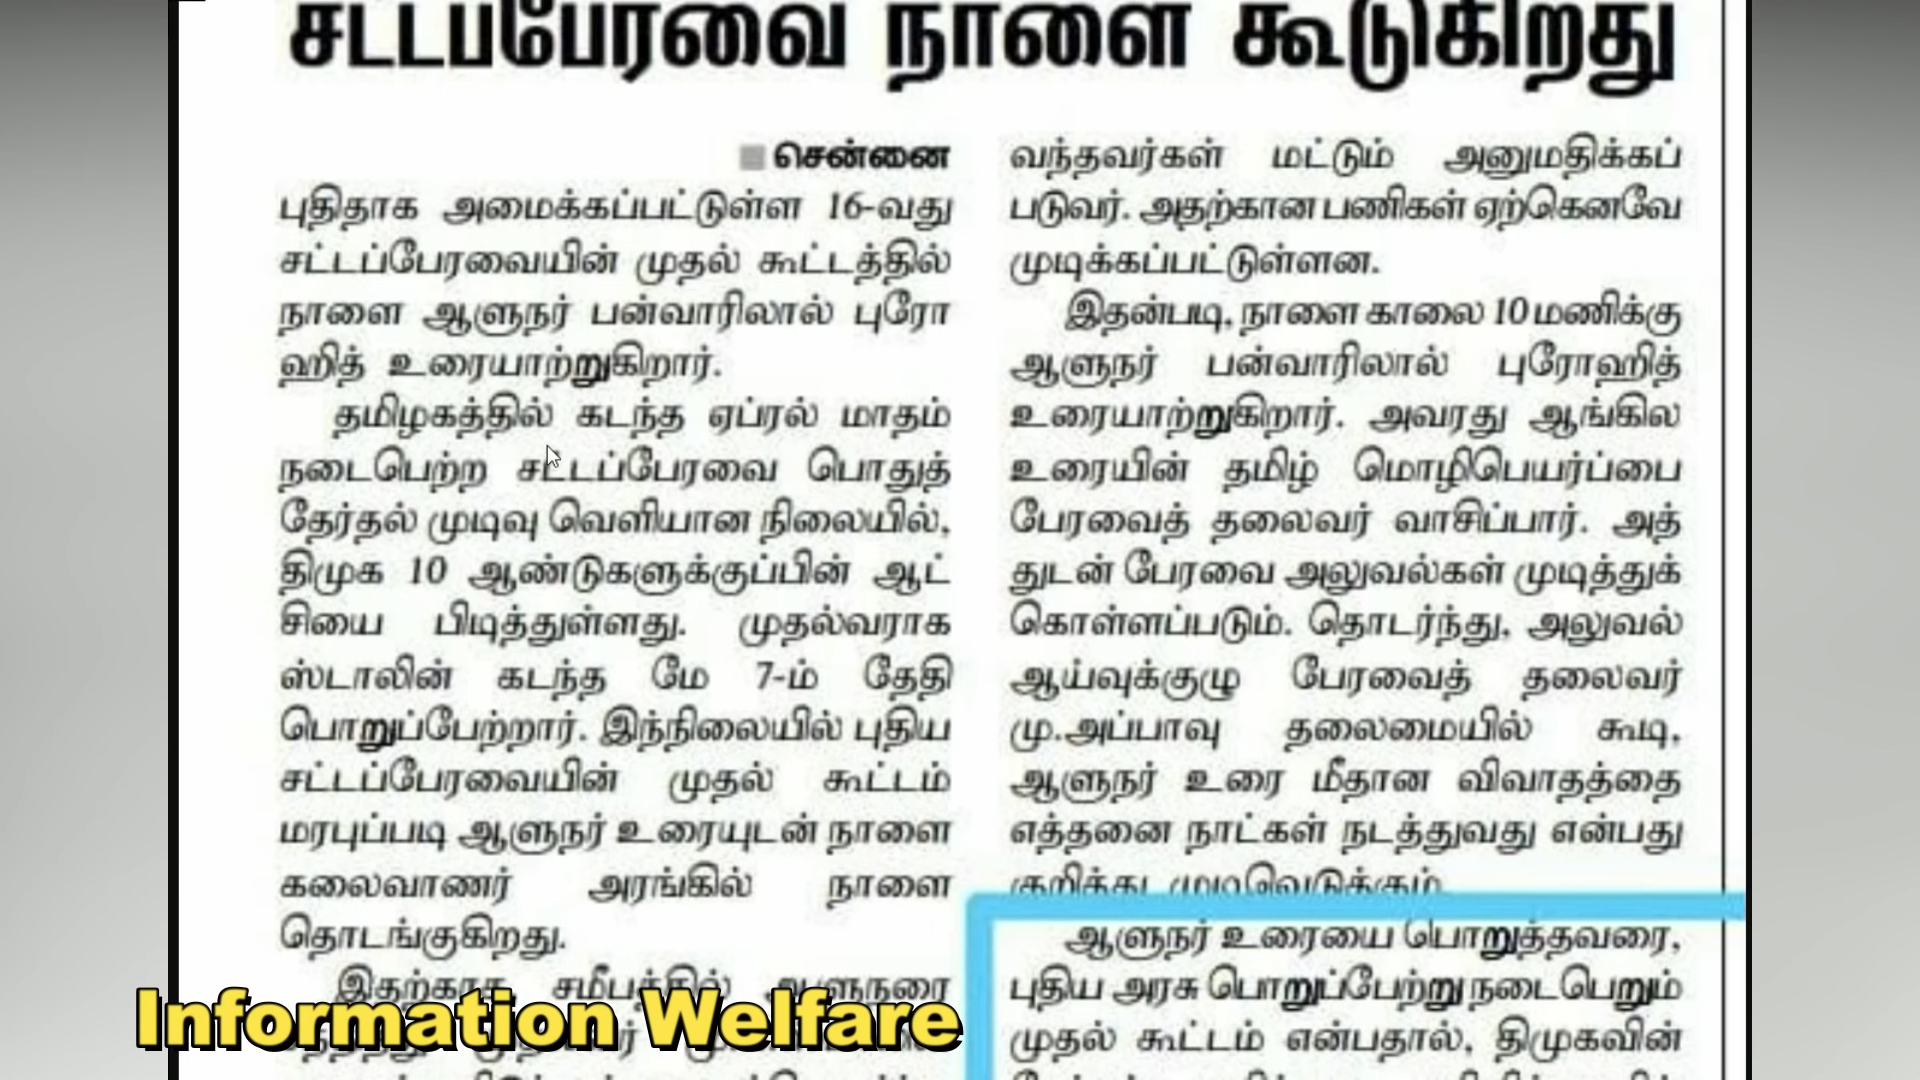 சட்டப்பேரவை நாளை கூடுகிறது
சென்னை
புதிதாக அமைக்கப்பட்டுள்ள 16-வது
சட்டப்பேரவையின் முதல் கூட்டத்தில்
நாளை ஆளுநர் பன்வாரிலால் புரோ
ஹித் உரையாற்றுகிறார்.
தமிழகத்தில் கடந்த ஏப்ரல் மாதம்
நடைபெற்ற சட்டப்பேரவை பொதுத்
தேர்தல் முடிவு வெளியான நிலையில்,
திமுக 10 ஆண்டுகளுக்குப்பின் ஆட்
சியை பிடித்துள்ளது. முதல்வராக
ஸ்டாலின் கடந்த மே 7-ம் தேதி
பொறுப்பேற்றார். இந்நிலையில் புதிய
சட்டப்பேரவையின் முதல் கூட்டம்
மரபுப்படி ஆளுநர் உரையுடன் நாளை
கலைவாணர் அரங்கில் நாளை
தொடங்குகிறது.
இதற்காக சமீபத்தில் ஆளுநரை
வந்தவர்கள் மட்டும் அனுமதிக்கப்
படுவர். அதற்கான பணிகள் ஏற்கெனவே
முடிக்கப்பட்டுள்ளன.
இதன்படி, நாளை காலை 10 மணிக்கு
ஆளுநர் பன்வாரிலால் புரோஹித்
உரையாற்றுகிறார். அவரது ஆங்கில
உரையின் தமிழ் மொழிபெயர்ப்பை
பேரவைத் தலைவர் வாசிப்பார். அத்
துடன் பேரவை அலுவல்கள் முடித்துக்
கொள்ளப்படும். தொடர்ந்து, அலுவல்
ஆய்வுக்குழு பேரவைத் தலைவர்
மு.அப்பாவு தலைமையில் கூடி,
ஆளுநர் உரை மீதான விவாதத்தை
எத்தனை நாட்கள் நடத்துவது என்பது
குறித்து முடிவெடுக்கும்.
ஆளுநர் உரையை பொறுத்தவரை,
புதிய அரசு பொறுப்பேற்று நடைபெறும்
முதல் கூட்டம் என்பதால், திமுகவின்
Information Welfare